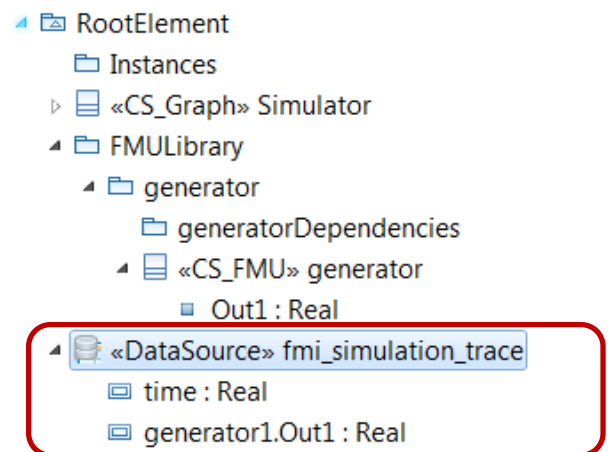 RootElement
Instances
«CS_Graph» Simulator
FMULibrary
generator
generatorDependencies
«CS_FMU» generator
Out1 : Real
«DataSource» fmi_simulation_trace
time : Real
generator1.Out1 : Real